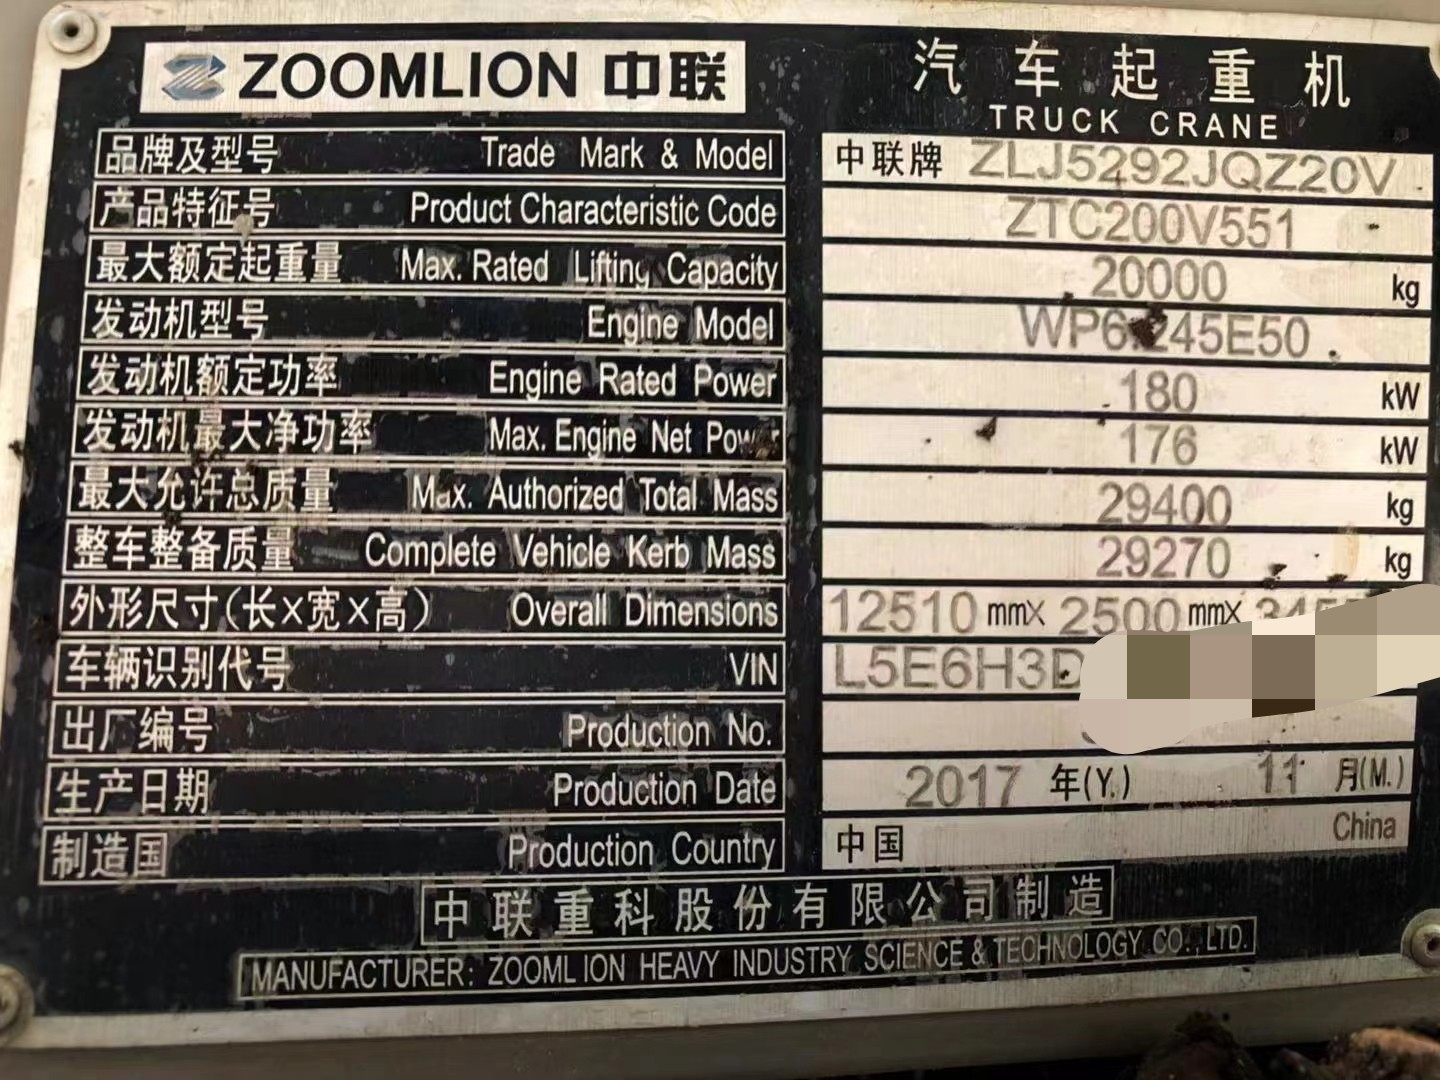 ZOOMLION 中联
汽车起重机
TRUCK CRANE
品牌及型号 Trade Mark & Model 中联牌 ZLJ5292JQZ20V
产品特征号 Product Characteristic Code ZTC200V551
最大额定起重量 Max. Rated Lifting Capacity 20000 kg
发动机型号 Engine Model WP6.245E50
发动机额定功率 Engine Rated Power 180 kW
发动机最大净功率 Max. Engine Net Power 176 kW
最大允许总质量 Max. Authorized Total Mass 29400 kg
整车整备质量 Complete Vehicle Kerb Mass 29270 kg
外形尺寸(长×宽×高) Overall Dimensions 12510 mm× 2500 mm×
车辆识别代号 VIN L5E6H3D
出厂编号 Production No.
生产日期 Production Date 2017 年(Y.) 11 月(M.)
制造国 Production Country 中国 China
中联重科股份有限公司制造
MANUFACTURER: ZOOMLION HEAVY INDUSTRY SCIENCE & TECHNOLOGY CO.,LTD.